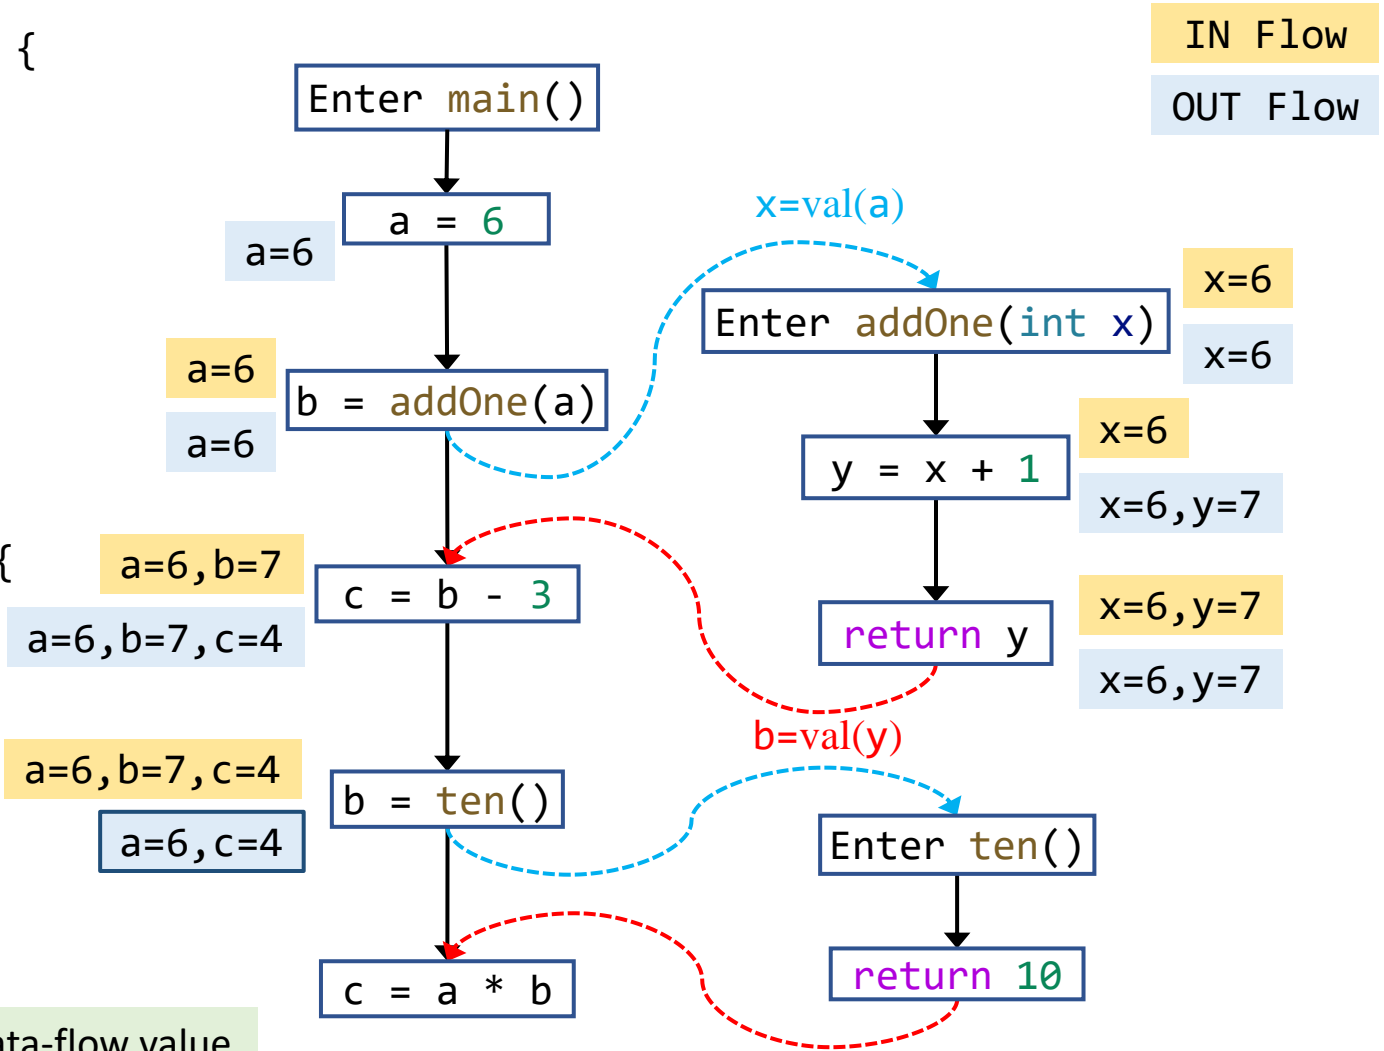 {
IN Flow
OUT Flow
Enter main()
a = 6
a=6
x=val(a)
Enter addOne(int x)
x=6
x=6
a=6
b = addOne(a)
a=6
y = x + 1
x=6
x=6,y=7
{
a=6,b=7
c = b - 3
a=6,b=7,c=4
return y
x=6,y=7
x=6,y=7
b=val(y)
a=6,b=7,c=4
b = ten()
a=6,c=4
Enter ten()
c = a * b
return 10
value